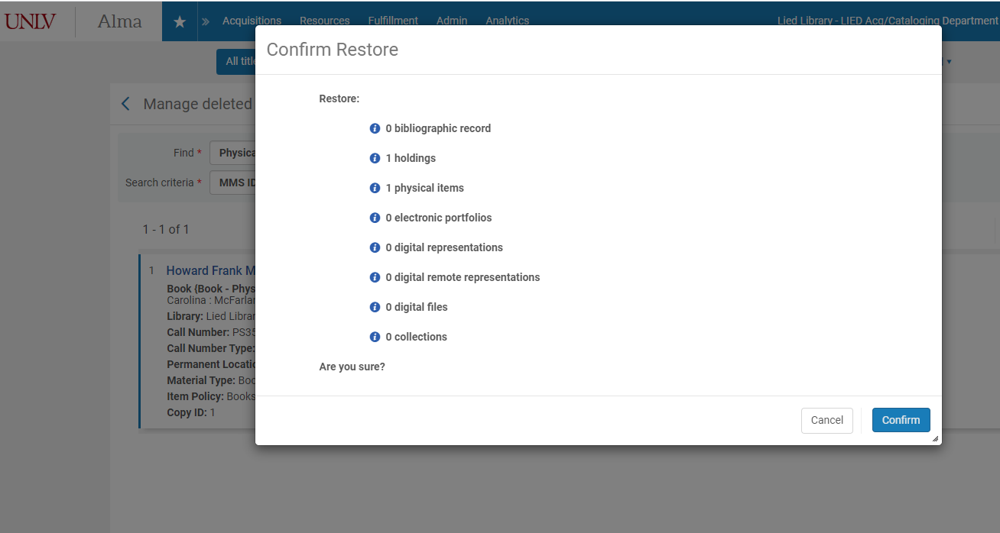 UNLV Alma Acquisitions Resources Fulfillment Admin Analytics Lied Library - LIED Acq/Cataloging Department
All title
Confirm Restore
Manage deleted
Find * Physica
Search criteria * MMS ID
1 - 1 of 1
1 Howard Frank M
Book {Book - Phys
Carolina : McFarla
Library: Lied Librar
Call Number: PS35
Call Number Type:
Permanent Locatio
Material Type: Boo
Item Policy: Books
Copy ID: 1
Restore:
0 bibliographic record
1 holdings
1 physical items
0 electronic portfolios
0 digital representations
0 digital remote representations
0 digital files
0 collections
Are you sure?
Cancel Confirm